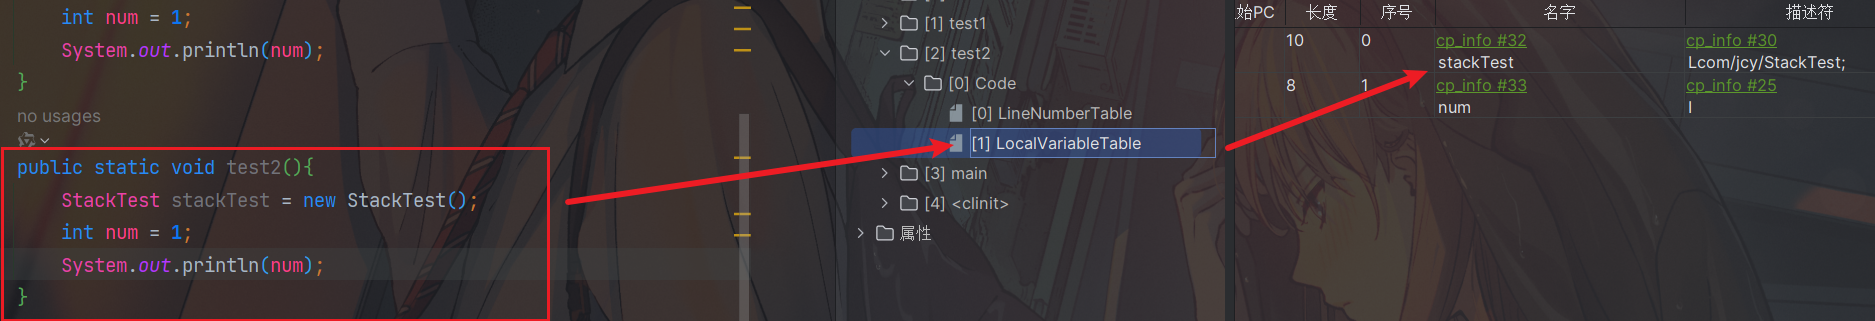 int num = 1;
System.out.println(num);
}
no usages
public static void test2(){
StackTest stackTest = new StackTest();
int num = 1;
System.out.println(num);
}
[1] test1
[2] test2
[0] Code
[0] LineNumberTable
[1] LocalVariableTable
[3] main
[4] <clinit>
属性
始PC 长度 序号 名字 描述符
10 0 cp_info #32 cp_info #30
stackTest Lcom/jcy/StackTest;
8 1 cp_info #33 cp_info #25
num I